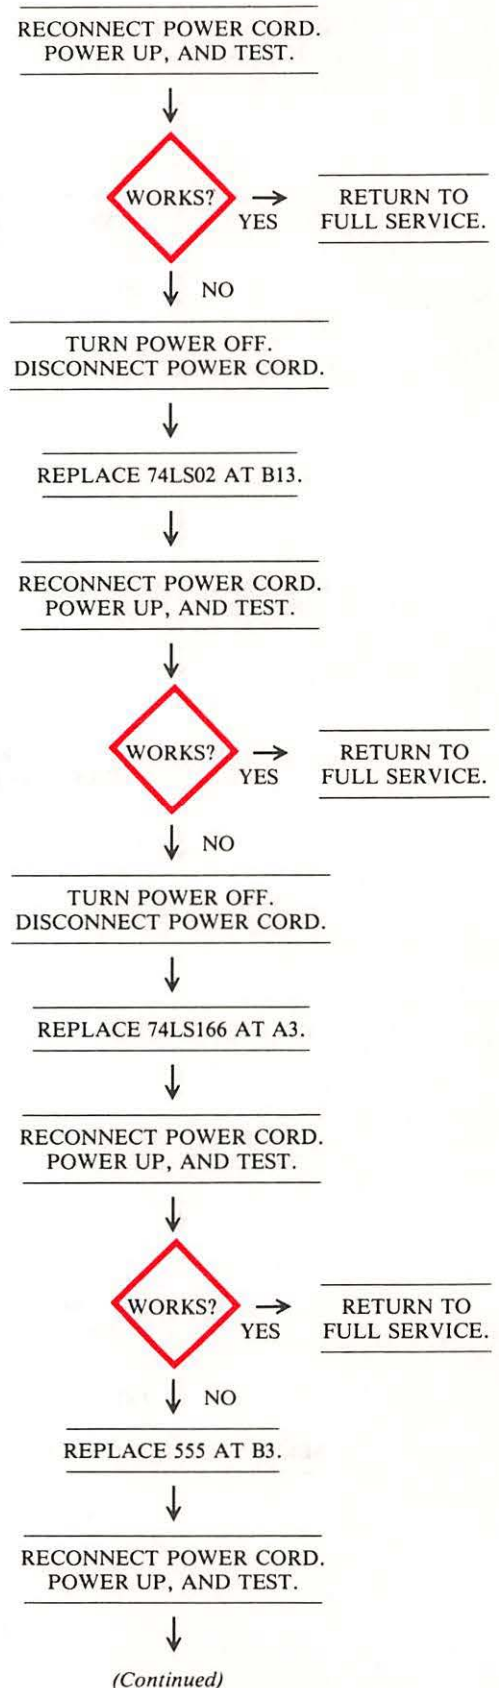 RECONNECT POWER CORD.
POWER UP, AND TEST.
WORKS?
YES
RETURN TO
FULL SERVICE.
NO
TURN POWER OFF.
DISCONNECT POWER CORD.
REPLACE 74LS02 AT B13.
RECONNECT POWER CORD.
POWER UP, AND TEST.
WORKS?
YES
RETURN TO
FULL SERVICE.
NO
TURN POWER OFF.
DISCONNECT POWER CORD.
REPLACE 74LS166 AT A3.
RECONNECT POWER CORD.
POWER UP, AND TEST.
WORKS?
YES
RETURN TO
FULL SERVICE.
NO
REPLACE 555 AT B3.
RECONNECT POWER CORD.
POWER UP, AND TEST.
(Continued)